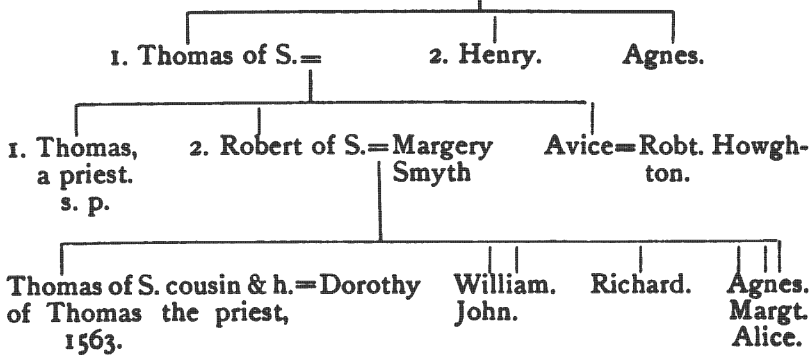 1. Thomas of S.= 2. Henry. Agnes.
1. Thomas, 2. Robert of S.=Margery Avice=Robt. Howgh-
a priest. Smyth ton.
s. p.
Thomas of S. cousin & h.=Dorothy William. Richard. Agnes.
of Thomas the priest, John. Margt.
1563. Alice.